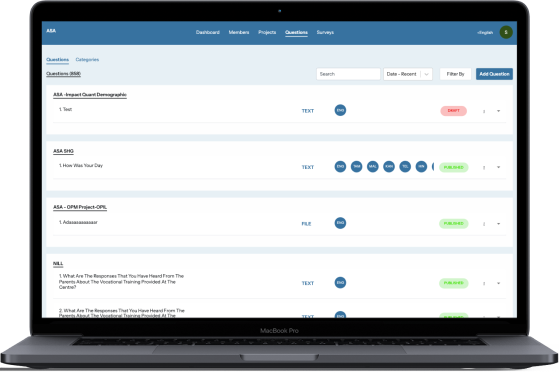 ASA
Dashboard Members Projects Questions Surveys
English S
Questions Categories
Questions (858)
Search Date - Recent Filter By Add Question
ASA -Impact Quant Demographic
1. Test TEXT ENG DRAFT
ASA SHG
1. How Was Your Day TEXT ENG TAM MAL KAN TEL HIN PUBLISHED
ASA - OPM Project-OPIL
FILE ENG PUBLISHED
NILL
1. What Are The Responses That You Have Heard From The
Parents About The Vocational Training Provided At The
Centre? TEXT ENG PUBLISHED
2. What Are The Responses That You Have Heard From The
Parents About The Vocational Training Provided At The TEXT ENG PUBLISHED
MacBook Pro